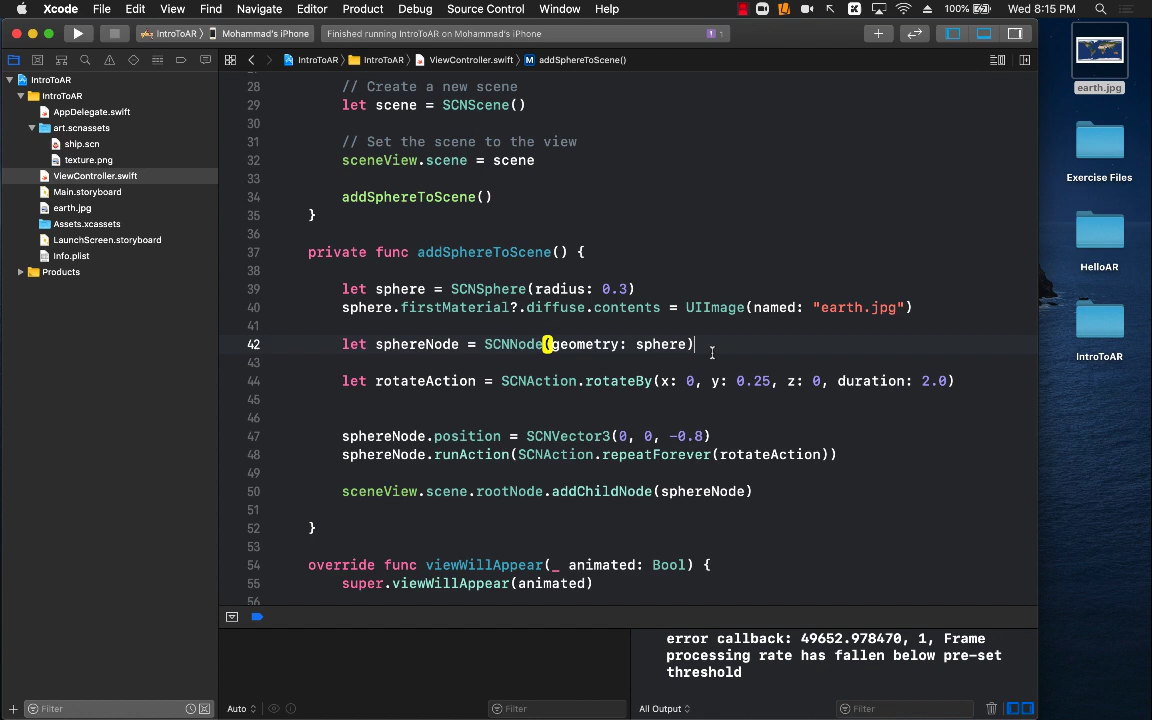 Xcode File Edit View Find Navigate Editor Product Debug Source Control Window Help 100% Wed 8:15 PM
IntroToAR Mohammad's iPhone Finished running IntroToAR on Mohammad's iPhone 1
IntroToAR IntroToAR ViewController.swift M addSphereToScene()
IntroToAR
IntroToAR
AppDelegate.swift
art.scnassets
ship.scn
texture.png
ViewController.swift
Main.storyboard
earth.jpg
Assets.xcassets
LaunchScreen.storyboard
Info.plist
Products
28 // Create a new scene
29 let scene = SCNScene()
30
31 // Set the scene to the view
32 sceneView.scene = scene
33
34 addSphereToScene()
35 }
36
37 private func addSphereToScene() {
38
39 let sphere = SCNSphere(radius: 0.3)
40 sphere.firstMaterial?.diffuse.contents = UIImage(named: "earth.jpg")
41
42 let sphereNode = SCNNode(geometry: sphere)
43
44 let rotateAction = SCNAction.rotateBy(x: 0, y: 0.25, z: 0, duration: 2.0)
45
46
47 sphereNode.position = SCNVector3(0, 0, -0.8)
48 sphereNode.runAction(SCNAction.repeatForever(rotateAction))
49
50 sceneView.scene.rootNode.addChildNode(sphereNode)
51
52 }
53
54 override func viewWillAppear(_ animated: Bool) {
55 super.viewWillAppear(animated)
56
error callback: 49652.978470, 1, Frame
processing rate has fallen below pre-set
threshold
Filter Auto Filter All Output Filter
earth.jpg
Exercise Files
HelloAR
IntroToAR